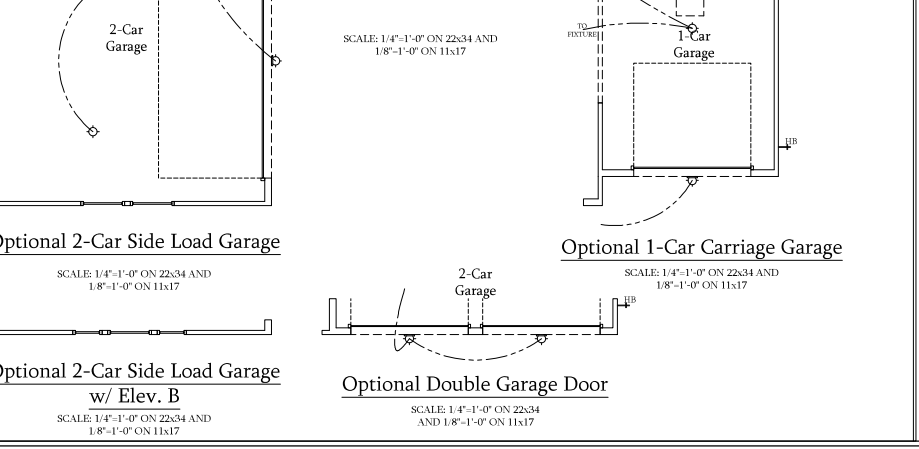 2-Car
Garage
SCALE: 1/4"=1'-0" ON 22x34 AND
1/8"=1'-0" ON 11x17
TO
FIXTURE
1-Car
Garage
HB
Optional 2-Car Side Load Garage
SCALE: 1/4"=1'-0" ON 22x34 AND
1/8"=1'-0" ON 11x17
Optional 1-Car Carriage Garage
SCALE: 1/4"=1'-0" ON 22x34 AND
1/8"=1'-0" ON 11x17
2-Car
Garage
HB
Optional 2-Car Side Load Garage
w/ Elev. B
SCALE: 1/4"=1'-0" ON 22x34 AND
1/8"=1'-0" ON 11x17
Optional Double Garage Door
SCALE: 1/4"=1'-0" ON 22x34
AND 1/8"=1'-0" ON 11x17